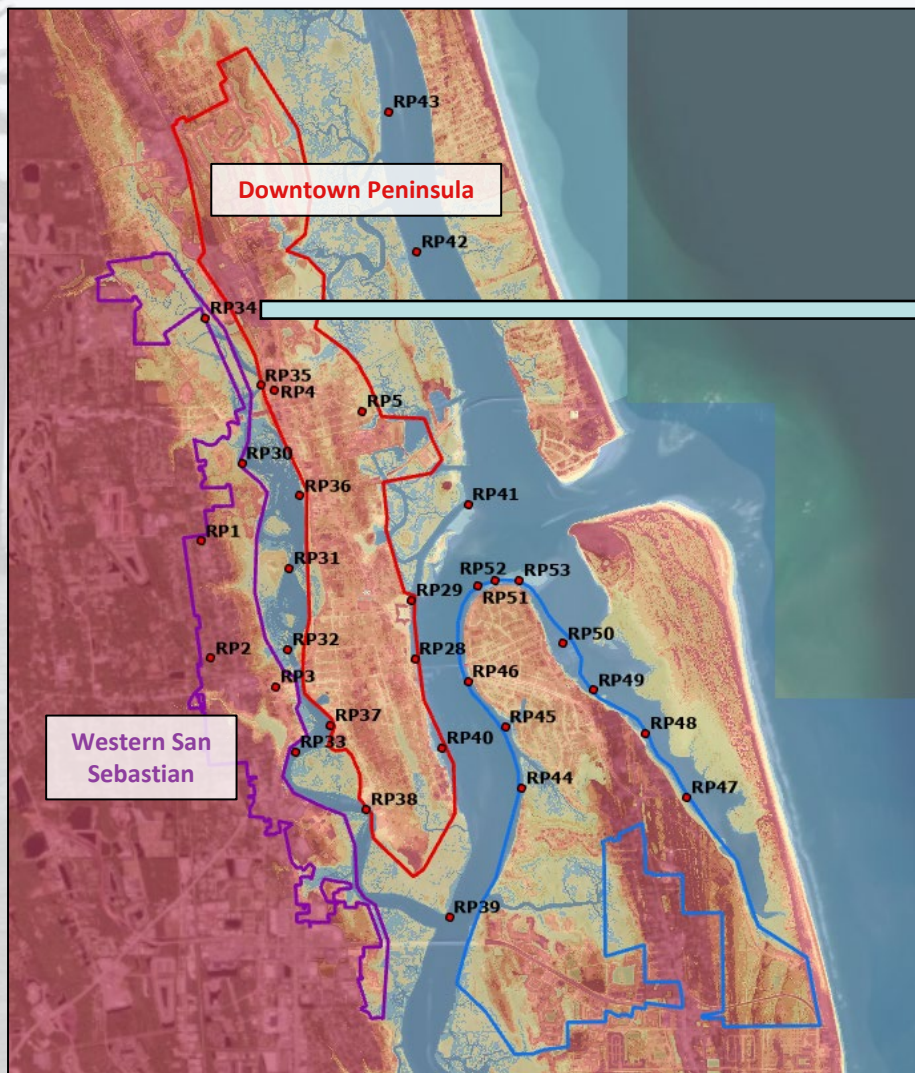 RP43
Downtown Peninsula
RP42
RP34
RP35
RP4
RP5
RP30
RP36
RP41
RP1
RP31
RP52
RP53
RP51
RP29
RP50
RP32
RP2
RP28
RP3
RP46
RP49
RP37
RP45
RP48
Western San
Sebastian
RP33
RP40
RP44
RP47
RP38
RP39